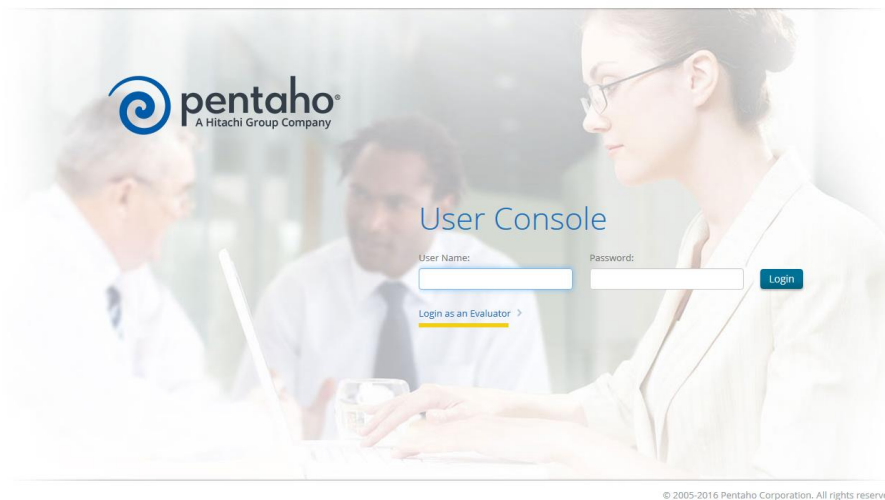 pentaho®
A Hitachi Group Company
User Console
User Name:
Password:
Login
Login as an Evaluator >
© 2005-2016 Pentaho Corporation. All rights reserve